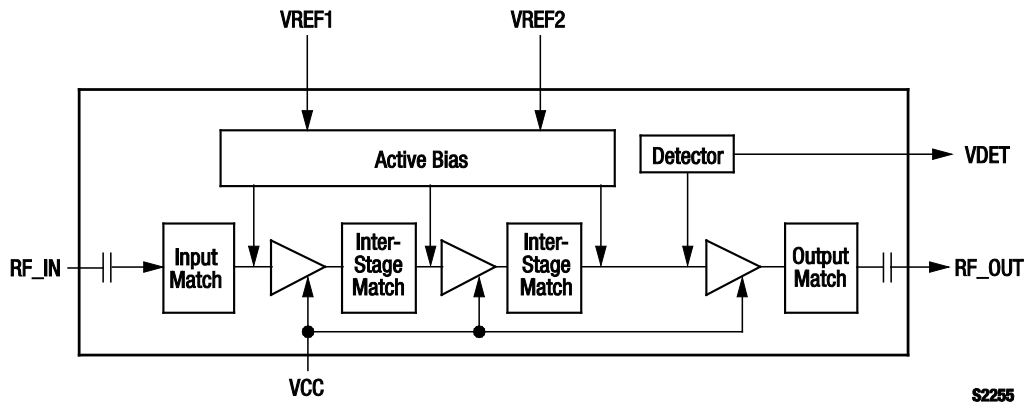 VREF1
VREF2
Active Bias
Detector
VDET
RF_IN
Input
Match
Inter-
Stage
Match
Inter-
Stage
Match
Output
Match
RF_OUT
VCC
S2255